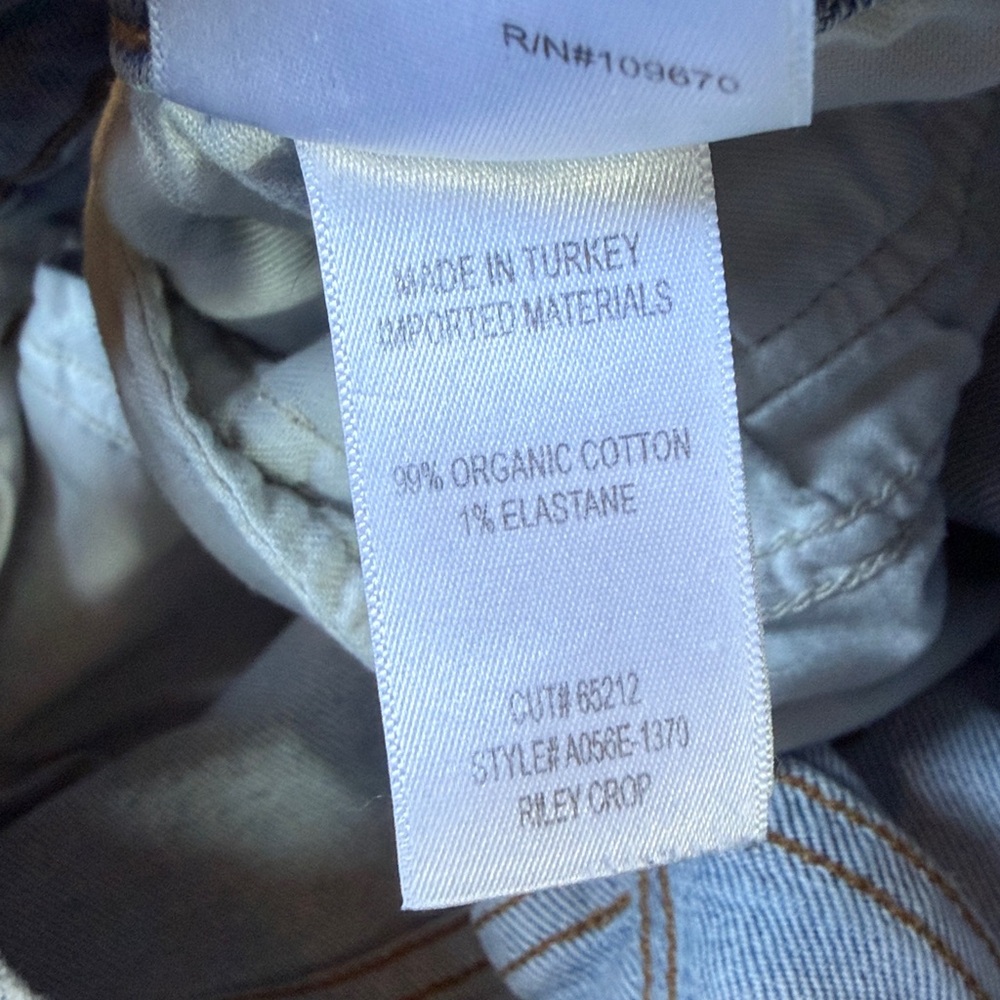 R/N#109670
MADE IN TURKEY
IMPORTED MATERIALS
99% ORGANIC COTTON
1% ELASTANE
CUT# 65212
STYLE# A056E-1370
RILEY CROP